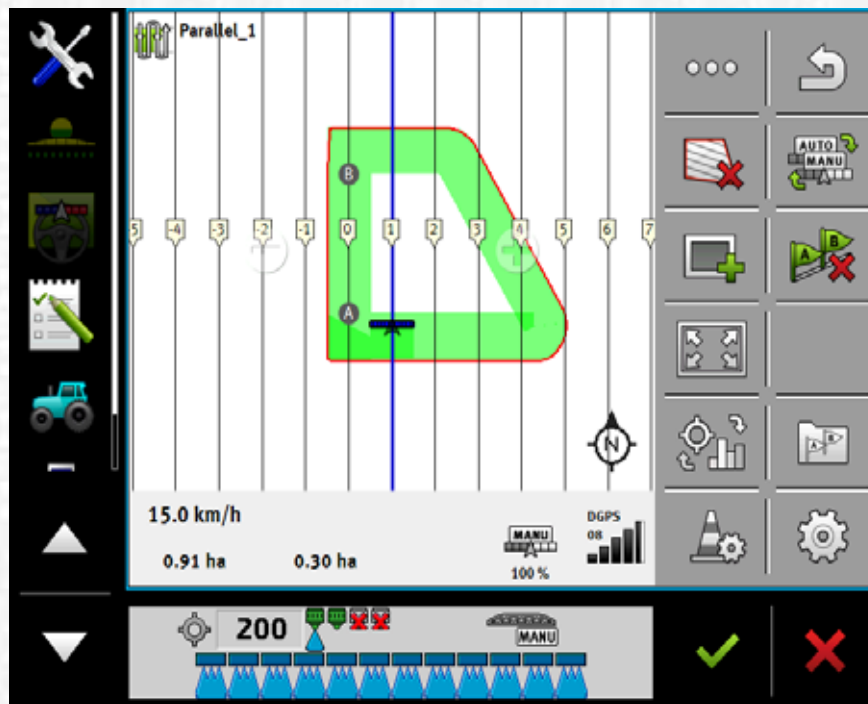 Parallel_1
AUTO
MANU
B
A B
5 -4 -3 -2 -1 0 1 2 3 4 5 6 7
A
N
A B
15.0 km/h
DGPS
08
MANU
0.91 ha 0.30 ha
100 %
200
MANU